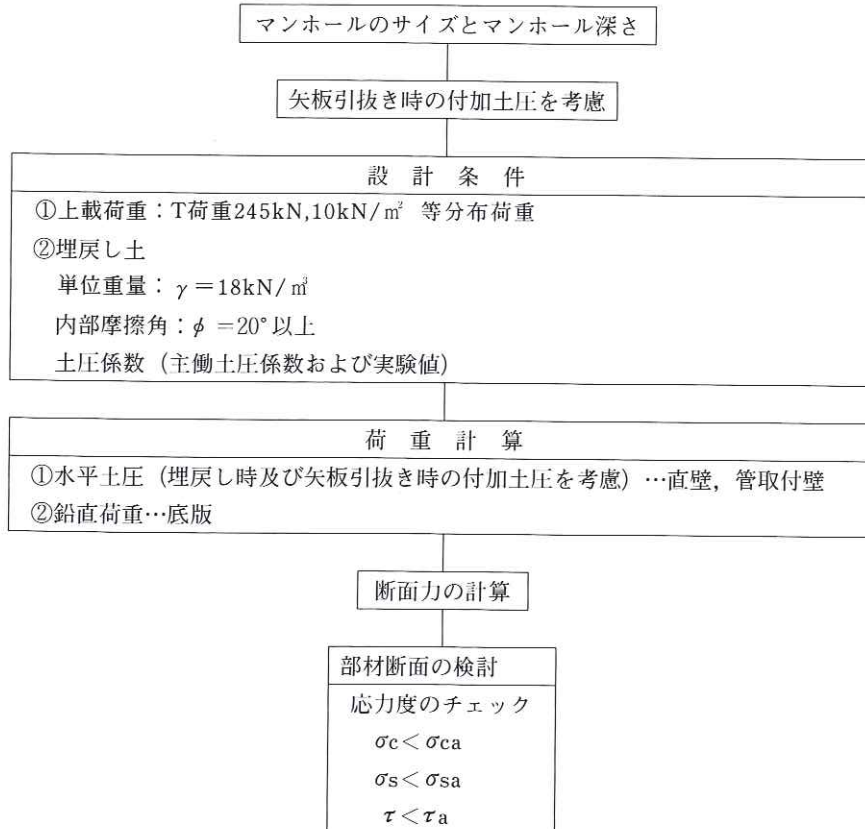 マンホールのサイズとマンホール深さ
矢板引抜き時の付加土圧を考慮
設計条件
①上載荷重：T荷重245kN,10kN/㎡ 等分布荷重
②埋戻し土
単位重量：γ＝18kN/㎥
内部摩擦角：φ＝20°以上
土圧係数（主働土圧係数および実験値）
荷重計算
①水平土圧（埋戻し時及び矢板引抜き時の付加土圧を考慮）…直壁，管取付壁
②鉛直荷重…底版
断面力の計算
部材断面の検討
応力度のチェック
σc＜σca
σs＜σsa
τ＜τa